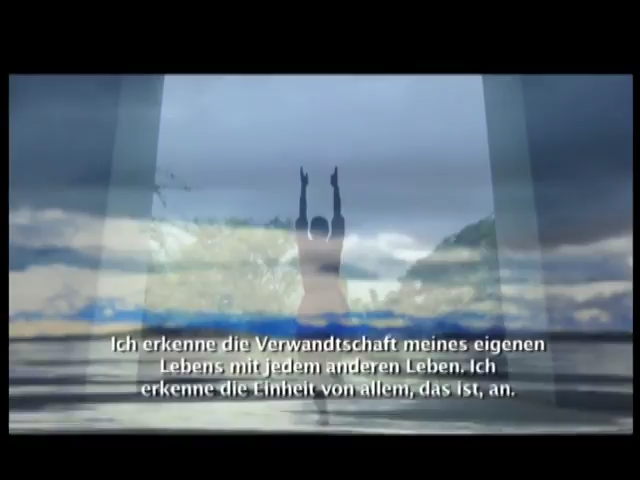 Ich erkenne die Verwandtschaft meines eigenen
Lebens mit jedem anderen Leben. Ich
erkenne die Einheit von allem, das ist, an.